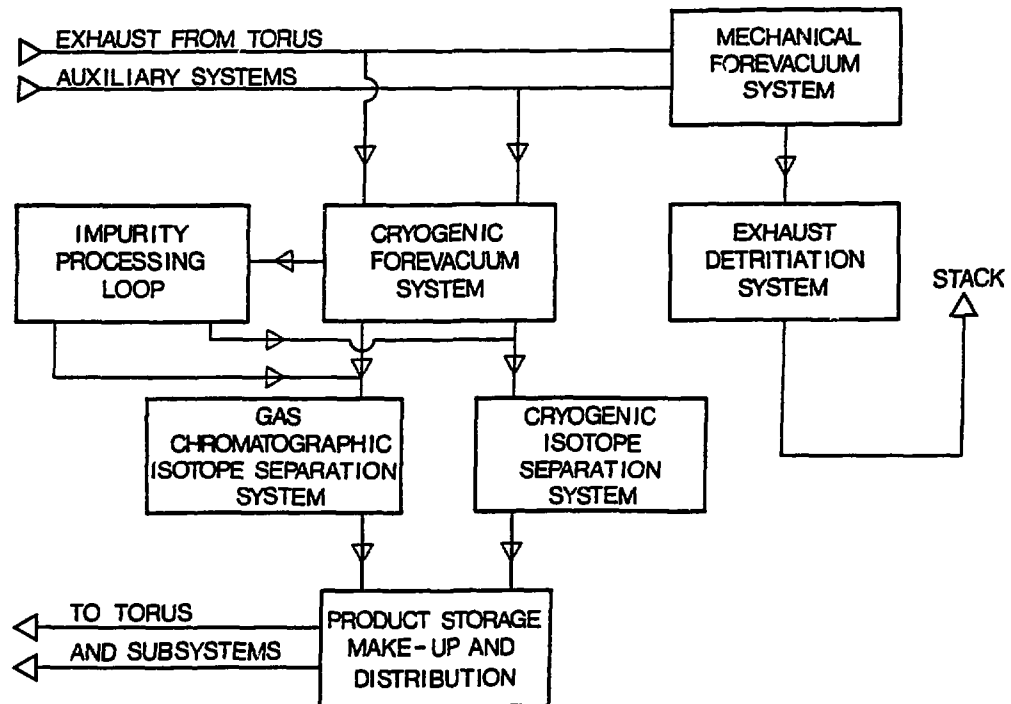 EXHAUST FROM TORUS
AUXILIARY SYSTEMS
MECHANICAL
FOREVACUUM
SYSTEM
IMPURITY
PROCESSING
LOOP
CRYOGENIC
FOREVACUUM
SYSTEM
EXHAUST
DETRITIATION
SYSTEM
STACK
GAS
CHROMATOGRAPHIC
ISOTOPE SEPARATION
SYSTEM
CRYOGENIC
ISOTOPE
SEPARATION
SYSTEM
TO TORUS
AND SUBSYSTEMS
PRODUCT STORAGE
MAKE-UP AND
DISTRIBUTION